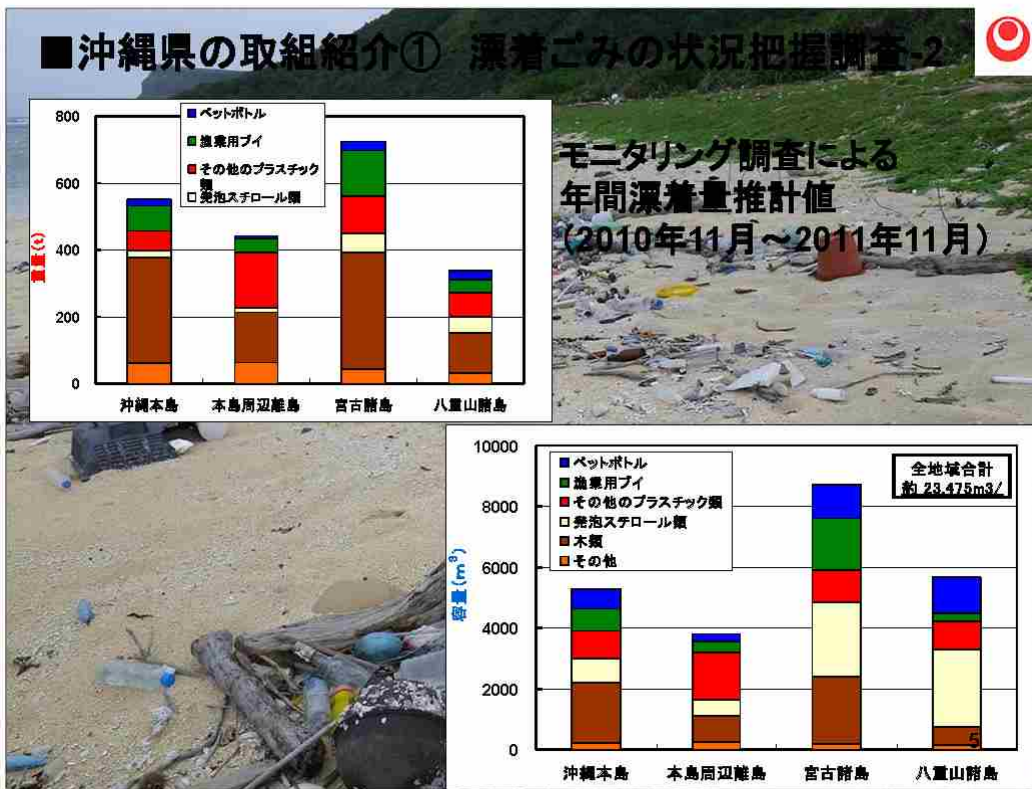 ■沖縄県の取組紹介① 漂着ごみの状況把握調査-2
800
600
400
200
0
重量(t)
ペットボトル
漁業用ブイ
その他のプラスチック
類
発泡スチロール類
沖縄本島
本島周辺離島
宮古諸島
八重山諸島
モニタリング調査による
年間漂着量推計値
(2010年11月～2011年11月)
10000
8000
6000
4000
2000
0
容量(m³)
ペットボトル
漁業用ブイ
その他のプラスチック類
発泡スチロール類
木類
その他
全地域合計
約 23,475m3/
沖縄本島
本島周辺離島
宮古諸島
八重山諸島
5